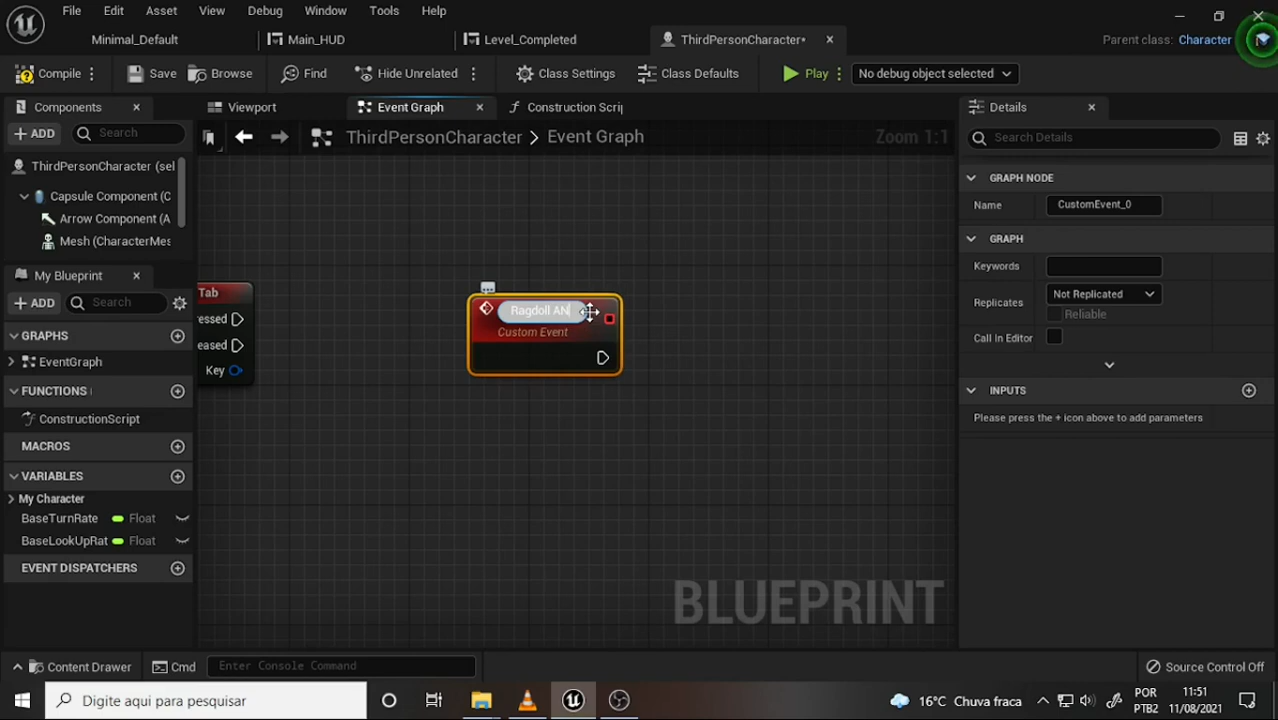 File Edit Asset View Debug Window Tools Help
Minimal_Default Main_HUD Level_Completed ThirdPersonCharacter* Parent class: Character
Compile Save Browse Find Hide Unrelated Class Settings Class Defaults Play No debug object selected
Components Viewport Event Graph Construction Scrip Details
ADD Search ThirdPersonCharacter Event Graph Zoom 1:1 Search Details
ThirdPersonCharacter (sel
Capsule Component (C
Arrow Component (A
Mesh (CharacterMes
My Blueprint
ADD Search
GRAPHS
EventGraph
FUNCTIONS
ConstructionScript
MACROS
VARIABLES
My Character
BaseTurnRate Float
BaseLookUpRat Float
EVENT DISPATCHERS
Tab
essed
eased
Key
Ragdoll AN
Custom Event
BLUEPRINT
GRAPH NODE
Name CustomEvent_0
GRAPH
Keywords
Replicates Not Replicated
Reliable
Call In Editor
INPUTS
Please press the + icon above to add parameters
Content Drawer Cmd Enter Console Command Source Control Off
Digite aqui para pesquisar 16°C Chuva fraca POR 11:51
PTB2 11/08/2021